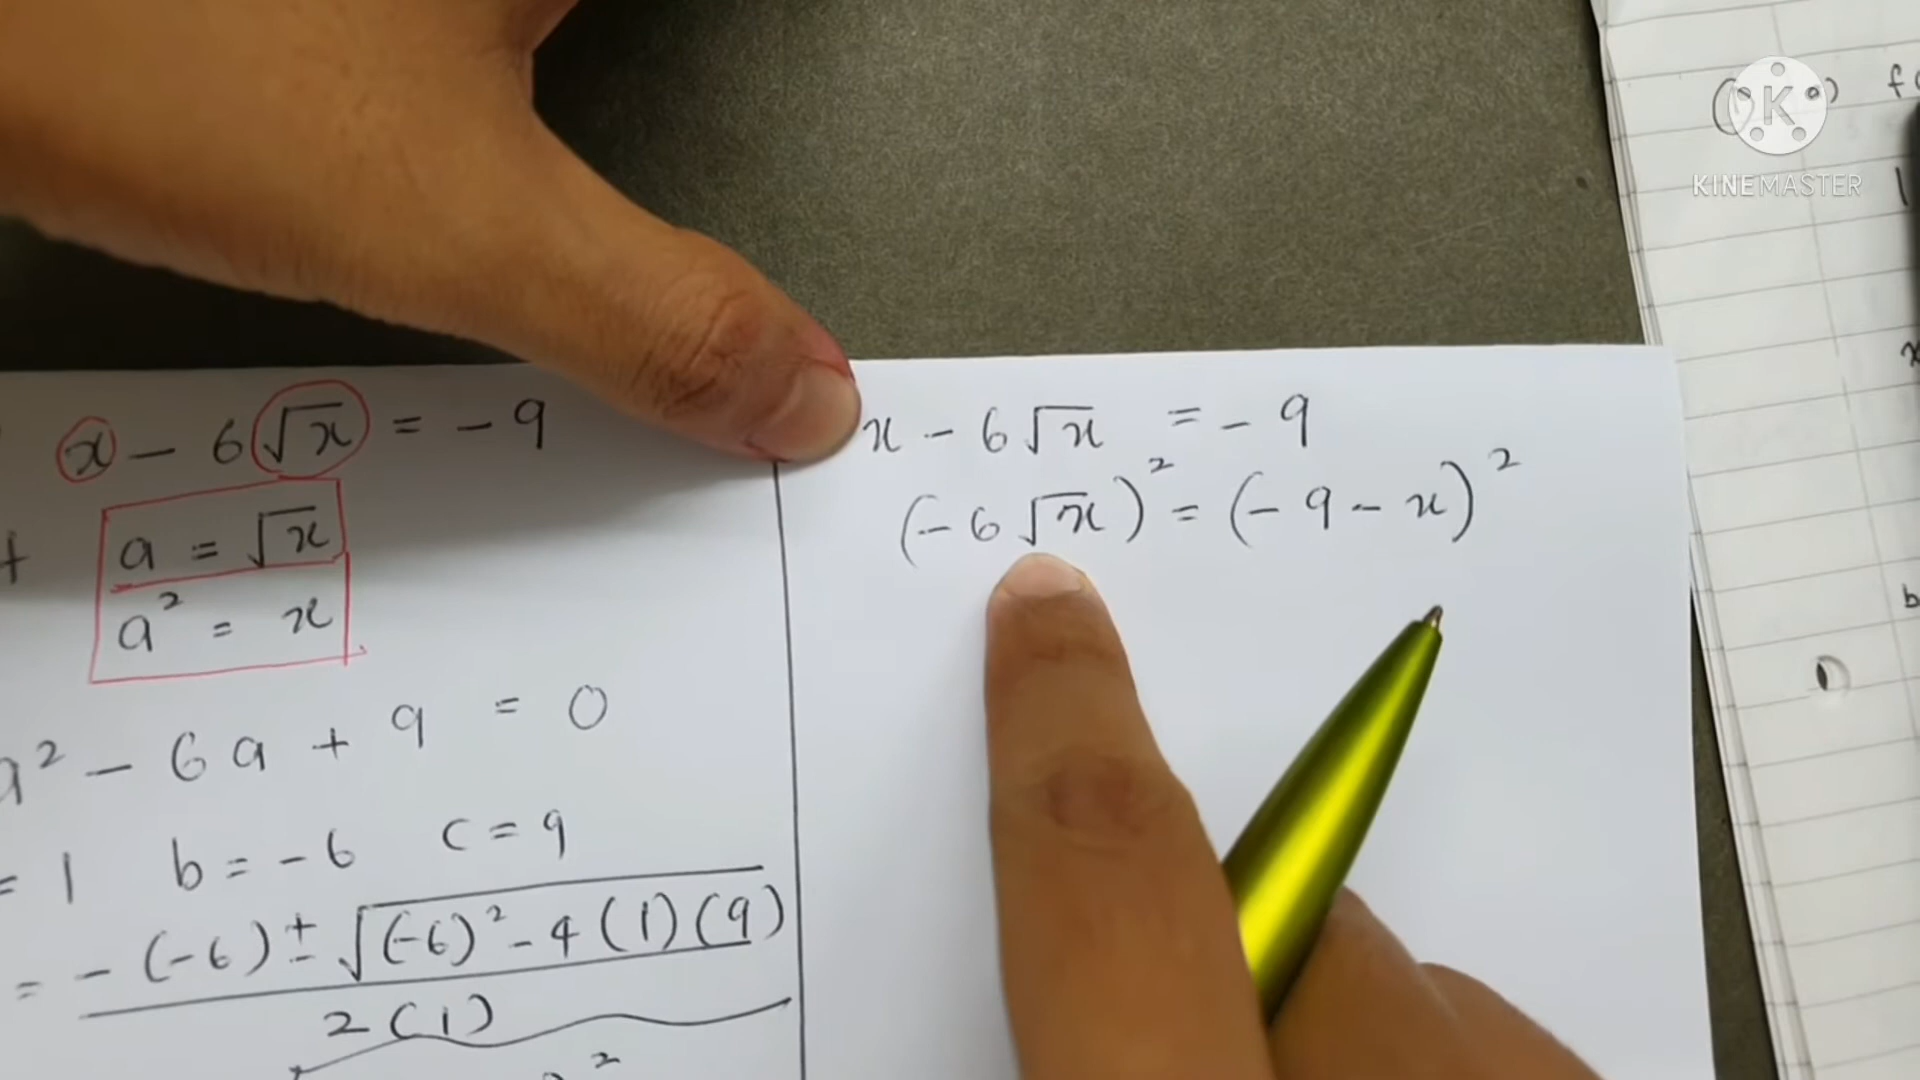 x - 6√x = - 9
a = √x
a² = x
a² - 6a + 9 = 0
= 1 b = - 6 c = 9
= - (-6) ± √(-6)² - 4 (1) (9)
2 (1)
2
x - 6√x = - 9
(- 6√x)² = (- 9 - x)²
KINEMASTER